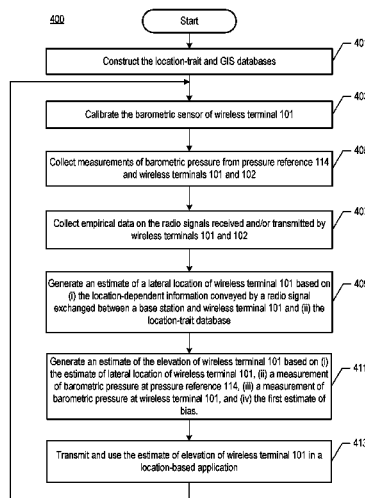 400
Start
Construct the location-trait and GIS databases
401
Calibrate the barometric sensor of wireless terminal 101
403
Collect measurements of barometric pressure from pressure reference 114
and wireless terminals 101 and 102
405
Collect empirical data on the radio signals received and/or transmitted by
wireless terminals 101 and 102
407
Generate an estimate of a lateral location of wireless terminal 101 based on
(i) the location-dependent information conveyed by a radio signal
exchanged between a base station and wireless terminal 101 and (ii) the
location-trait database
409
Generate an estimate of the elevation of wireless terminal 101 based on (i)
the estimate of lateral location of wireless terminal 101, (ii) a measurement
of barometric pressure at pressure reference 114, (iii) a measurement of
barometric pressure at wireless terminal 101, and (iv) the first estimate of
bias.
411
Transmit and use the estimate of elevation of wireless terminal 101 in a
location-based application
413